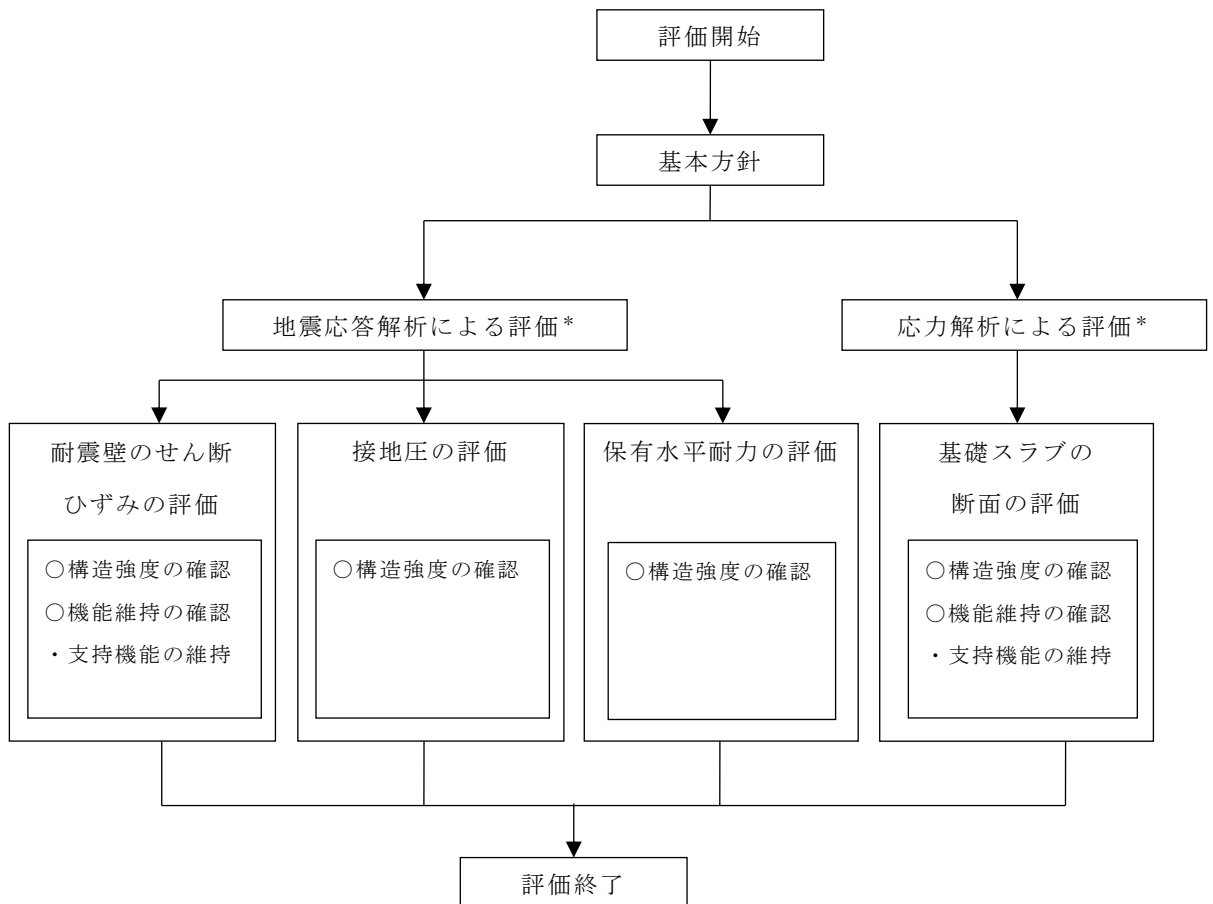 評価開始
基本方針
地震応答解析による評価*
応力解析による評価*
耐震壁のせん断
ひずみの評価
○構造強度の確認
○機能維持の確認
・支持機能の維持
接地圧の評価
○構造強度の確認
保有水平耐力の評価
○構造強度の確認
基礎スラブの
断面の評価
○構造強度の確認
○機能維持の確認
・支持機能の維持
評価終了